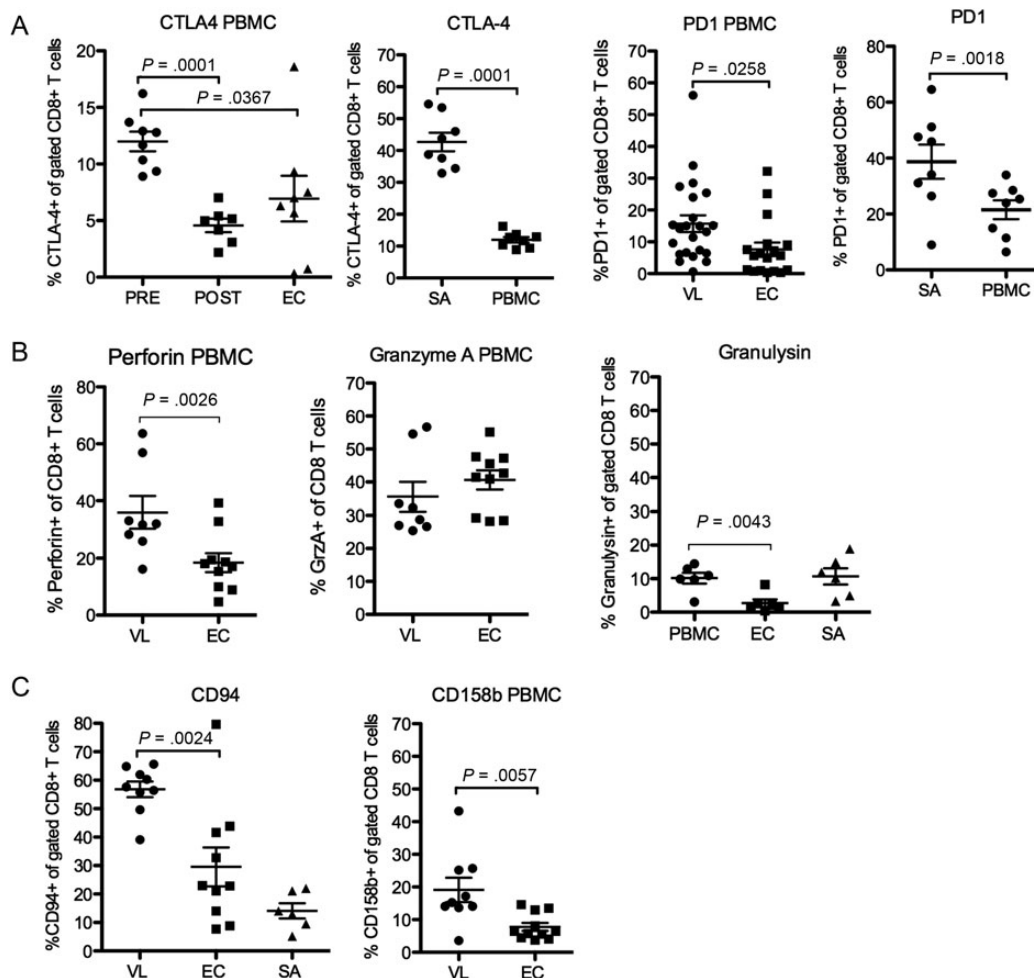 A
CTLA4 PBMC
% CTLA-4+ of gated CD8+ T cells
20
15
10
5
0
P = .0001
P = .0367
PRE POST EC
CTLA-4
% CTLA-4+ of gated CD8+ T cells
70
60
50
40
30
20
10
0
P = .0001
SA PBMC
PD1 PBMC
%PD1+ of gated CD8+ T cells
70
60
50
40
30
20
10
0
P = .0258
VL EC
PD1
% PD1+ of gated CD8+ T cells
80
60
40
20
0
P = .0018
SA PBMC
B
Perforin PBMC
% Perforin+ of CD8+ T cells
80
60
40
20
0
P = .0026
VL EC
Granzyme A PBMC
% GrzA+ of CD8 T cells
70
60
50
40
30
20
10
0
VL EC
Granulysin
% Granulysin+ of gated CD8 T cells
70
60
50
40
30
20
10
0
P = .0043
PBMC EC SA
C
CD94
%CD94+ of gated CD8+ T cells
80
70
60
50
40
30
20
10
0
P = .0024
VL EC SA
CD158b PBMC
% CD158b+ of gated CD8 T cells
70
60
50
40
30
20
10
0
P = .0057
VL EC